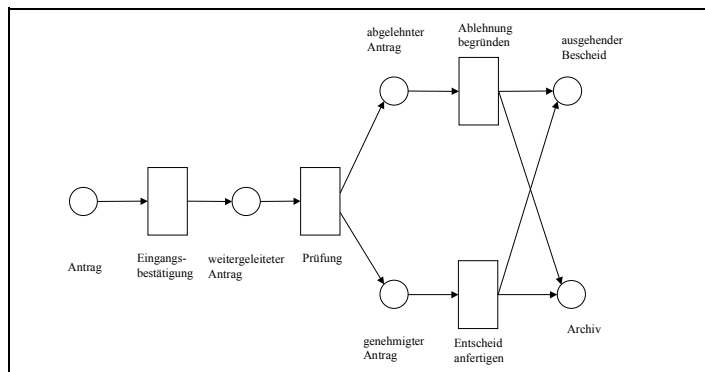 abgelehnter
Antrag
Ablehnung
begründen
ausgehender
Bescheid
Antrag
Eingangs-
bestätigung
weitergeleiteter
Antrag
Prüfung
genehmigter
Antrag
Entscheid
anfertigen
Archiv